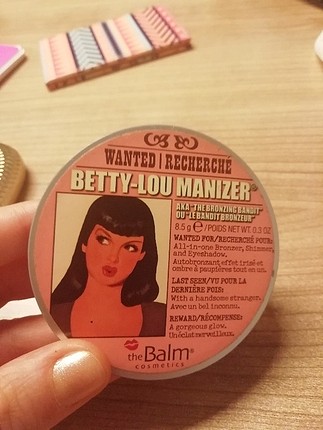 WANTED | RECHERCHÉ
BETTY-LOU MANIZER®
AKA "THE BRONZING BANDIT"
OU "LE BANDIT BRONZEUR"
8.5 g e / POIDS NET WT. 0.3 OZ
WANTED FOR/RECHERCHÉ POUR:
All-in-one Bronzer, Shimmer,
and Eyeshadow.
Autobronzant, effet irisé et
ombre à paupières tout en un.
LAST SEEN/VU POUR LA
DERNIÈRE FOIS:
With a handsome stranger.
Avec un bel inconnu.
REWARD/RÉCOMPENSE:
A gorgeous glow.
Un éclat merveilleux.
theBalm®
cosmetics